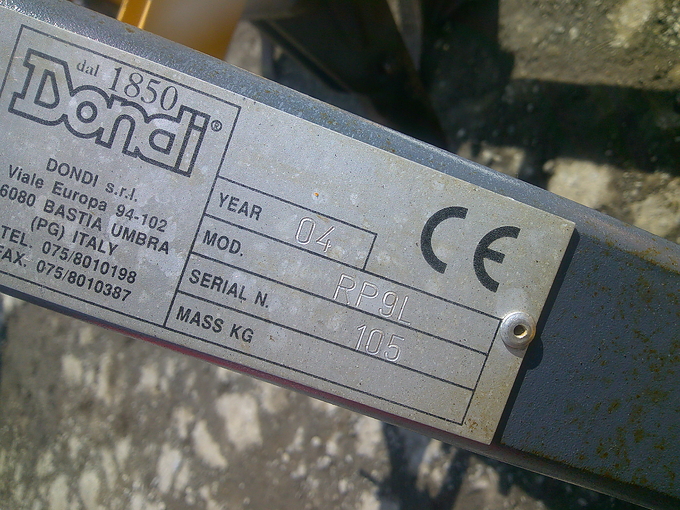 dal 1850
Dondi®
DONDI s.r.l.
Viale Europa 94-102
6080 BASTIA UMBRA
(PG) ITALY
TEL. 075/8010198
FAX. 075/8010387
YEAR 04
MOD. RP9L
SERIAL N. 105
MASS KG
CE